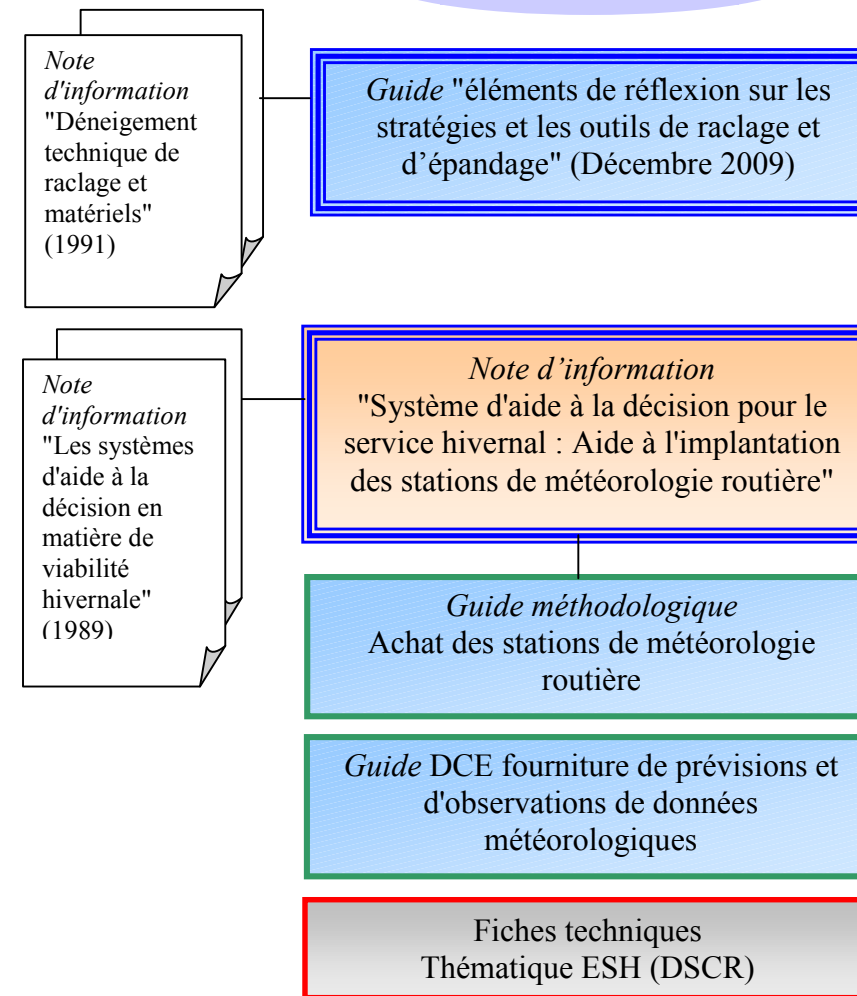 Note
d'information
"Déneigement
technique de
raclage et
matériels"
(1991)
Guide "éléments de réflexion sur les
stratégies et les outils de raclage et
d’épandage" (Décembre 2009)
Note
d'information
"Les systèmes
d'aide à la
décision en
matière de
viabilité
hivernale"
(1989)
Note d’information
"Système d'aide à la décision pour le
service hivernal : Aide à l'implantation
des stations de météorologie routière"
Guide méthodologique
Achat des stations de météorologie
routière
Guide DCE fourniture de prévisions et
d'observations de données
météorologiques
Fiches techniques
Thématique ESH (DSCR)